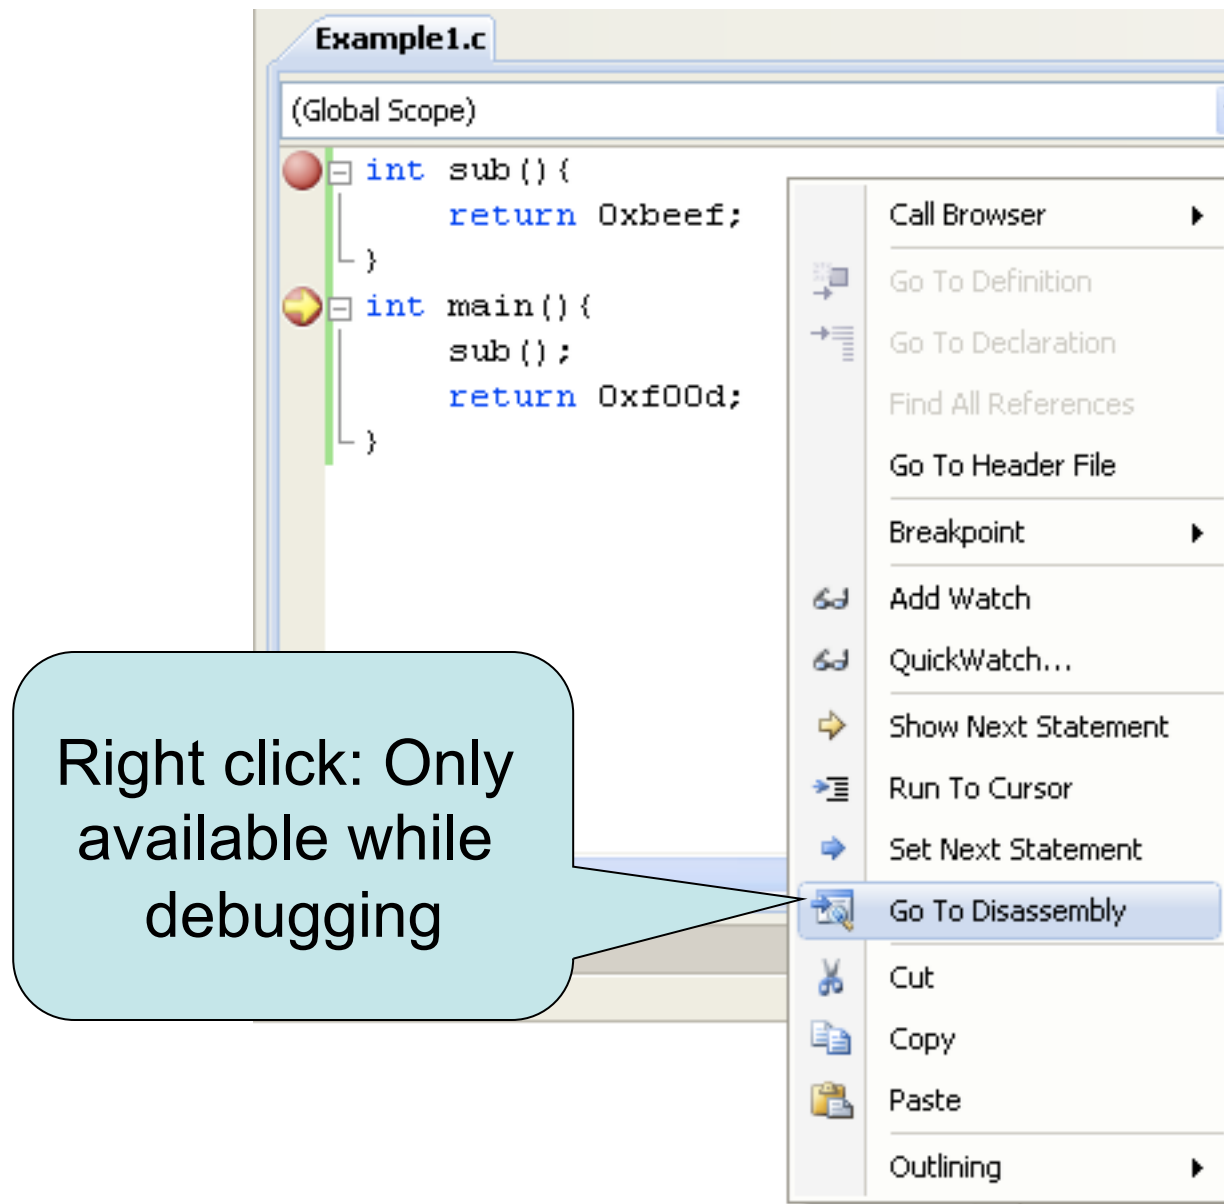 Example1.c
(Global Scope)
int sub(){
return 0xbeef;
}
int main(){
sub();
return 0xf00d;
}
Call Browser
Go To Definition
Go To Declaration
Find All References
Go To Header File
Breakpoint
Add Watch
QuickWatch...
Show Next Statement
Run To Cursor
Set Next Statement
Go To Disassembly
Cut
Copy
Paste
Outlining
Right click: Only
available while
debugging